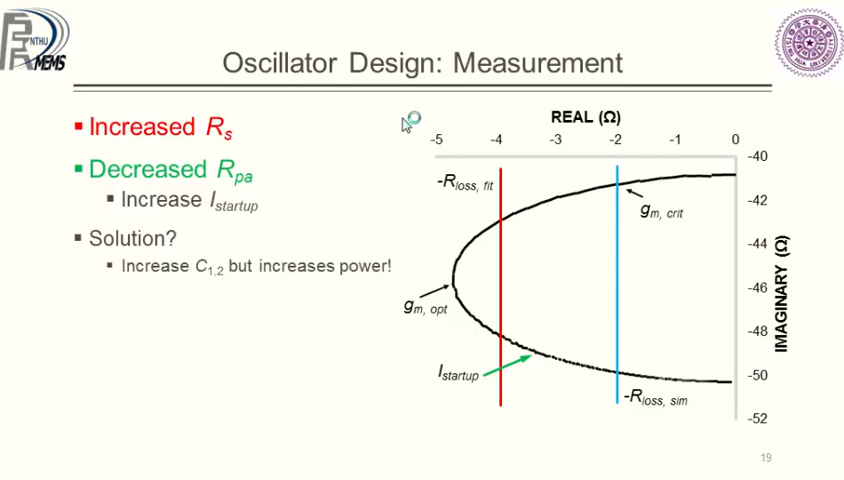 NTHU
MEMS
Oscillator Design: Measurement
▪ Increased Rs
▪ Decreased Rpa
▪ Increase Istartup
▪ Solution?
▪ Increase C1,2 but increases power!
REAL (Ω)
-5 -4 -3 -2 -1 0
-40
-42
-44
-46
-48
-50
-52
IMAGINARY (Ω)
-Rloss, fit
gm, crit
gm, opt
Istartup
-Rloss, sim
19